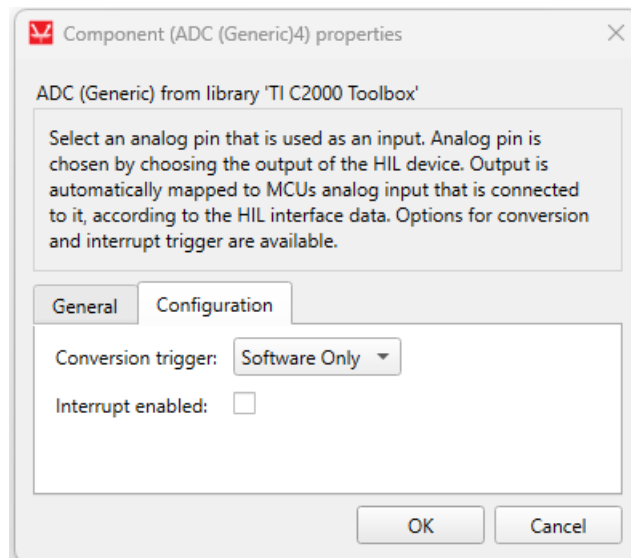 Component (ADC (Generic)4) properties
ADC (Generic) from library 'TI C2000 Toolbox'
Select an analog pin that is used as an input. Analog pin is
chosen by choosing the output of the HIL device. Output is
automatically mapped to MCUs analog input that is connected
to it, according to the HIL interface data. Options for conversion
and interrupt trigger are available.
General Configuration
Conversion trigger: Software Only
Interrupt enabled:
OK Cancel